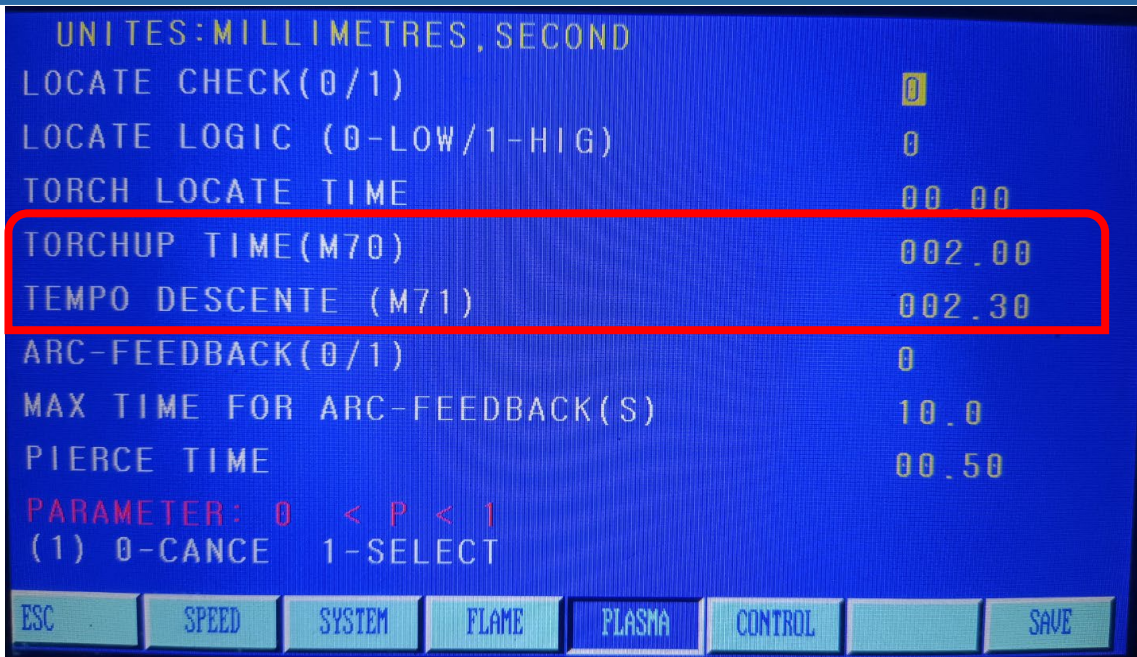 UNITES:MILLIMETRES,SECOND
LOCATE CHECK(0/1) 0
LOCATE LOGIC (0-LOW/1-HIG) 0
TORCH LOCATE TIME 00.00
TORCHUP TIME(M70) 002.00
TEMPO DESCENTE (M71) 002.30
ARC-FEEDBACK(0/1) 0
MAX TIME FOR ARC-FEEDBACK(S) 10.0
PIERCE TIME 00.50
PARAMETER: 0 < P < 1
(1) 0-CANCE 1-SELECT
ESC SPEED SYSTEM FLAME PLASMA CONTROL SAVE